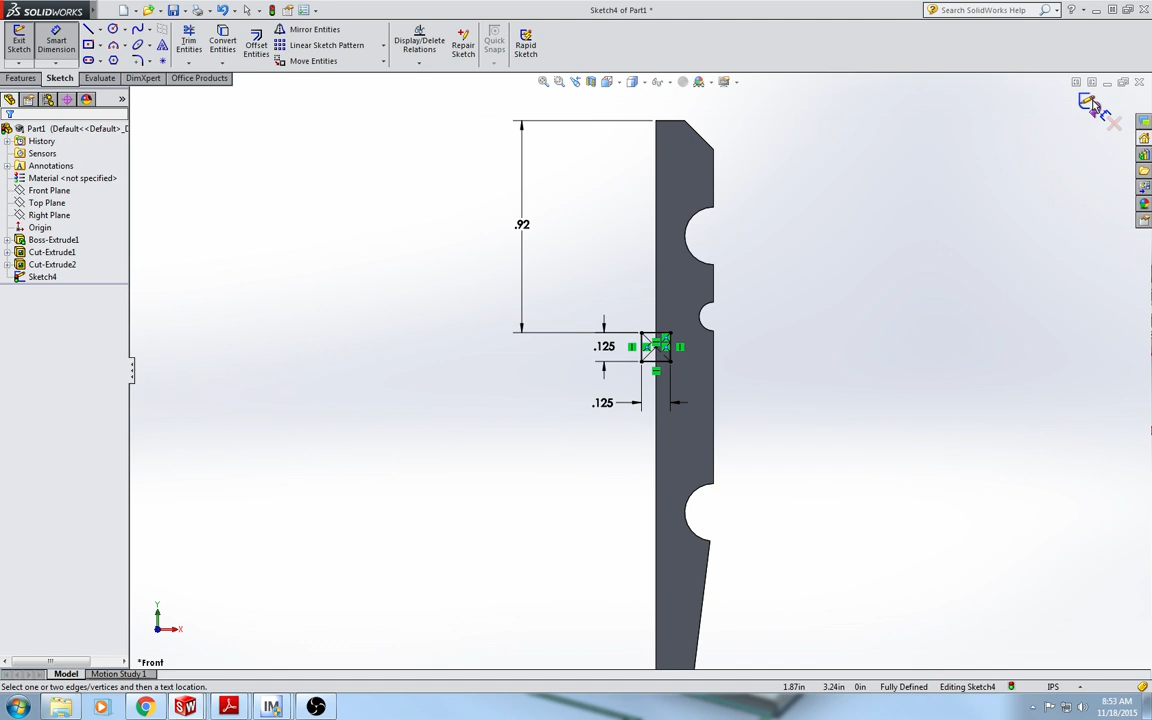 SOLIDWORKS
Sketch4 of Part1 *
Search SolidWorks Help
Exit Sketch
Smart Dimension
Trim Entities
Convert Entities
Offset Entities
Mirror Entities
Linear Sketch Pattern
Move Entities
Display/Delete Relations
Repair Sketch
Quick Snaps
Rapid Sketch
Features
Sketch
Evaluate
DimXpert
Office Products
Part1 (Default<<Default>_D
History
Sensors
Annotations
Material <not specified>
Front Plane
Top Plane
Right Plane
Origin
Boss-Extrude1
Cut-Extrude1
Cut-Extrude2
Sketch4
.92
.125
.125
Y
X
*Front
Model
Motion Study 1
Select one or two edges/vertices and then a text location.
1.87in
3.24in
0in
Fully Defined
Editing Sketch4
IPS
SW
IM
8:53 AM
11/18/2015